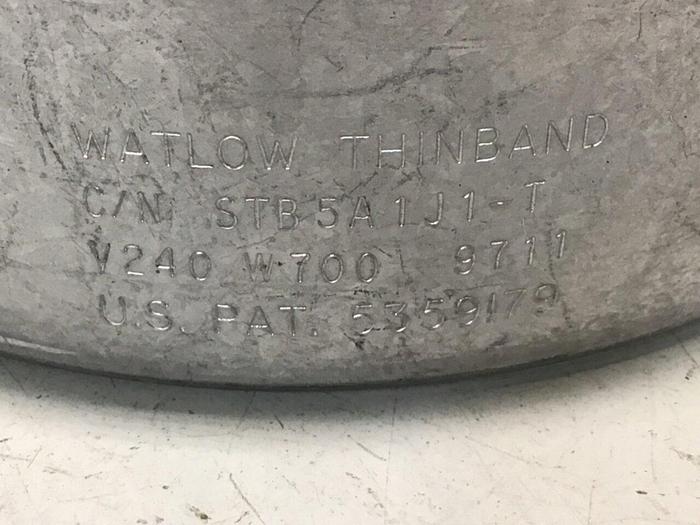 WATLOW THINBAND
C/N STB5A1J1-T
V240 W700 9711
U.S. PAT. 5359179